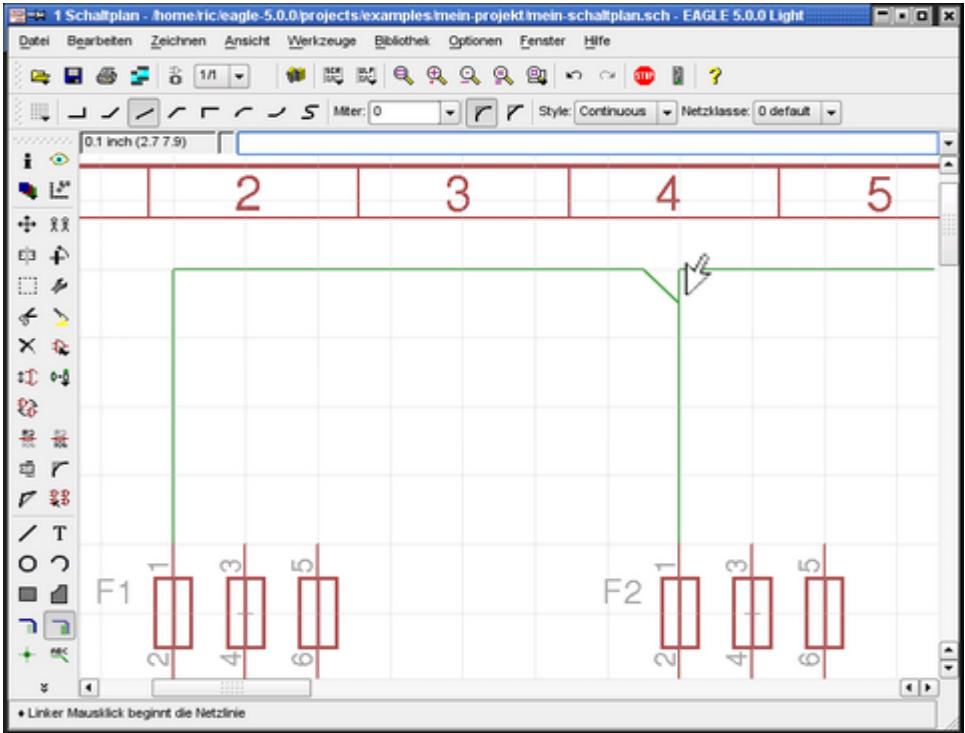 1 Schaltplan - /home/ric/eagle-5.0.0/projects/examples/mein-projekt/mein-schaltplan.sch - EAGLE 5.0.0 Light
Datei Bearbeiten Zeichnen Ansicht Werkzeuge Bibliothek Optionen Fenster Hilfe
1/1 STOP ?
Miter: 0 Style: Continuous Netzklasse: 0 default
0.1 inch (2.7 7.9)
2 3 4 5
1 3 5 1 3 5
F1 F2
2 4 6 2 4 6
T
ABC
Linker Mausklick beginnt die Netzlinie